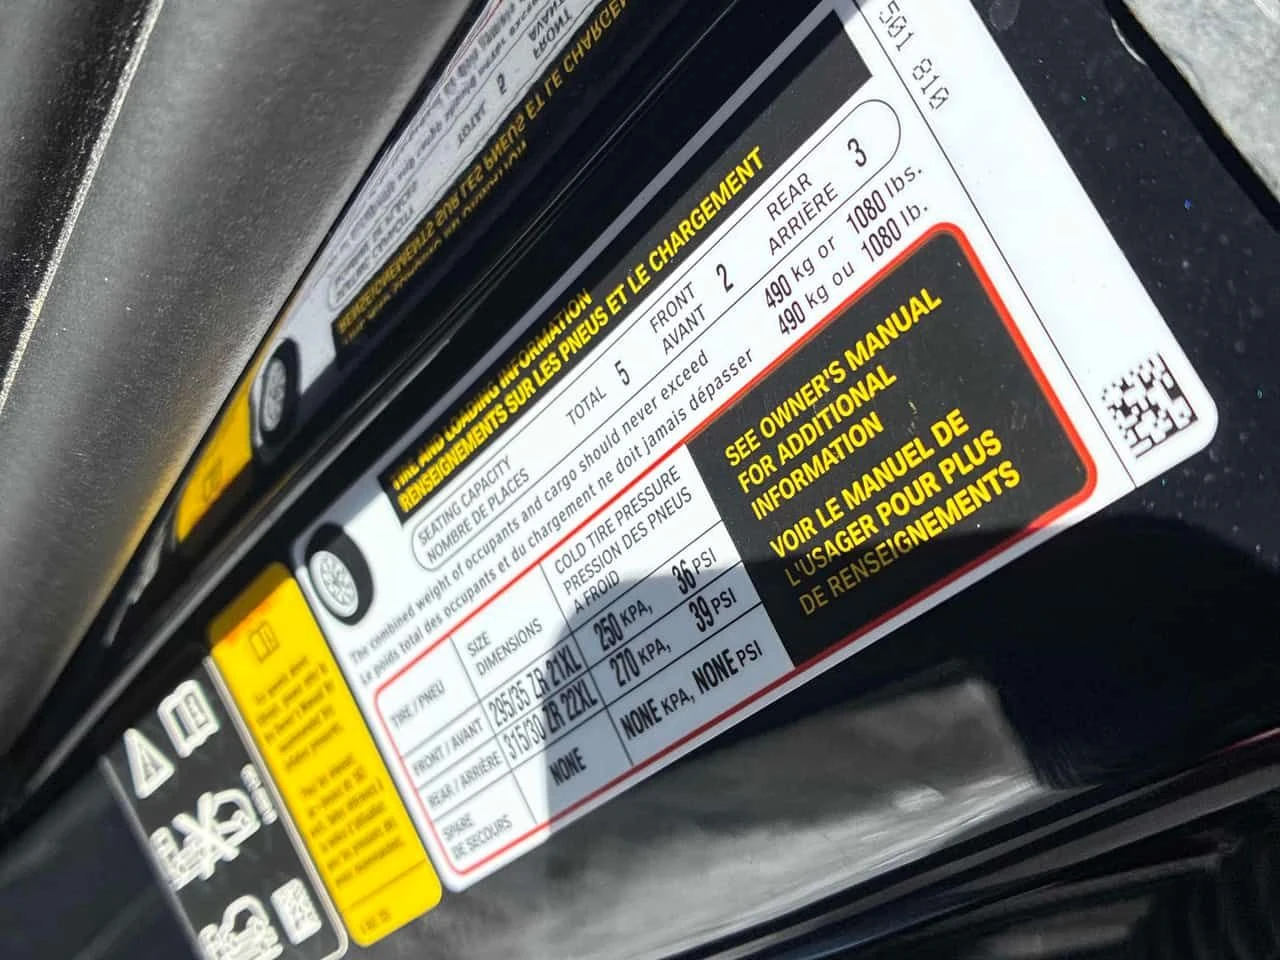 501 810
TIRE AND LOADING INFORMATION
RENSEIGNEMENTS SUR LES PNEUS ET LE CHARGEMENT
SEATING CAPACITY
NOMBRE DE PLACES
TOTAL 5
FRONT
AVANT
2
REAR
ARRIÈRE
3
The combined weight of occupants and cargo should never exceed 490 kg or 1080 lbs.
Le poids total des occupants et du chargement ne doit jamais dépasser 490 kg ou 1080 lb.
TIRE / PNEU
SIZE
DIMENSIONS
COLD TIRE PRESSURE
PRESSION DES PNEUS
A FROID
FRONT / AVANT 295/35 ZR 21XL 250 KPA, 36 PSI
REAR / ARRIÈRE 315/30 ZR 22XL 270 KPA, 39 PSI
SPARE
DE SECOURS
NONE
NONE KPA, NONE PSI
SEE OWNER'S MANUAL
FOR ADDITIONAL
INFORMATION
VOIR LE MANUEL DE
L'USAGER POUR PLUS
DE RENSEIGNEMENTS